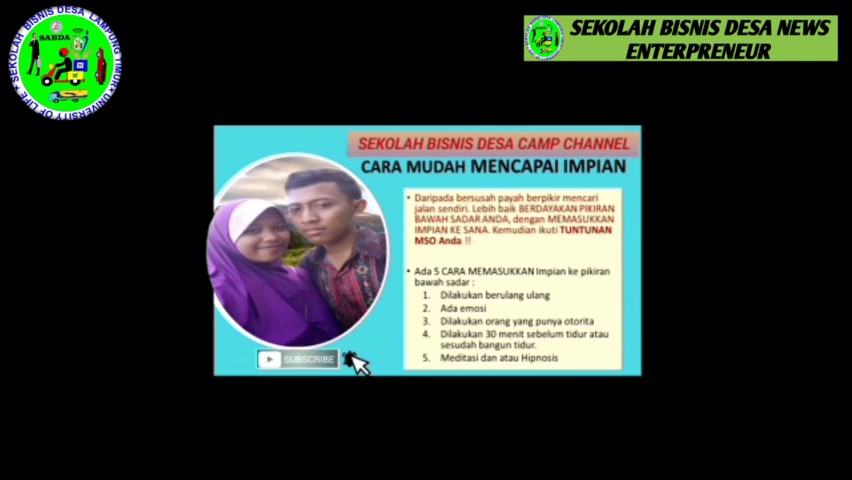 SEKOLAH BISNIS DESA LAMPUNG TIMUR
UNIVERSITY OF LIFE
SABDA
SEKOLAH BISNIS DESA NEWS
ENTERPRENEUR
SEKOLAH BISNIS DESA CAMP CHANNEL
CARA MUDAH MENCAPAI IMPIAN
• Daripada bersusah payah berpikir mencari
jalan sendiri. Lebih baik BERDAYAKAN PIKIRAN
BAWAH SADAR ANDA, dengan MEMASUKKAN
IMPIAN KE SANA. Kemudian ikuti TUNTUNAN
MSO Anda !!
• Ada 5 CARA MEMASUKKAN Impian ke pikiran
bawah sadar :
1. Dilakukan berulang ulang
2. Ada emosi
3. Dilakukan orang yang punya otorita
4. Dilakukan 30 menit sebelum tidur atau
sesudah bangun tidur.
5. Meditasi dan atau Hipnosis
SUBSCRIBE